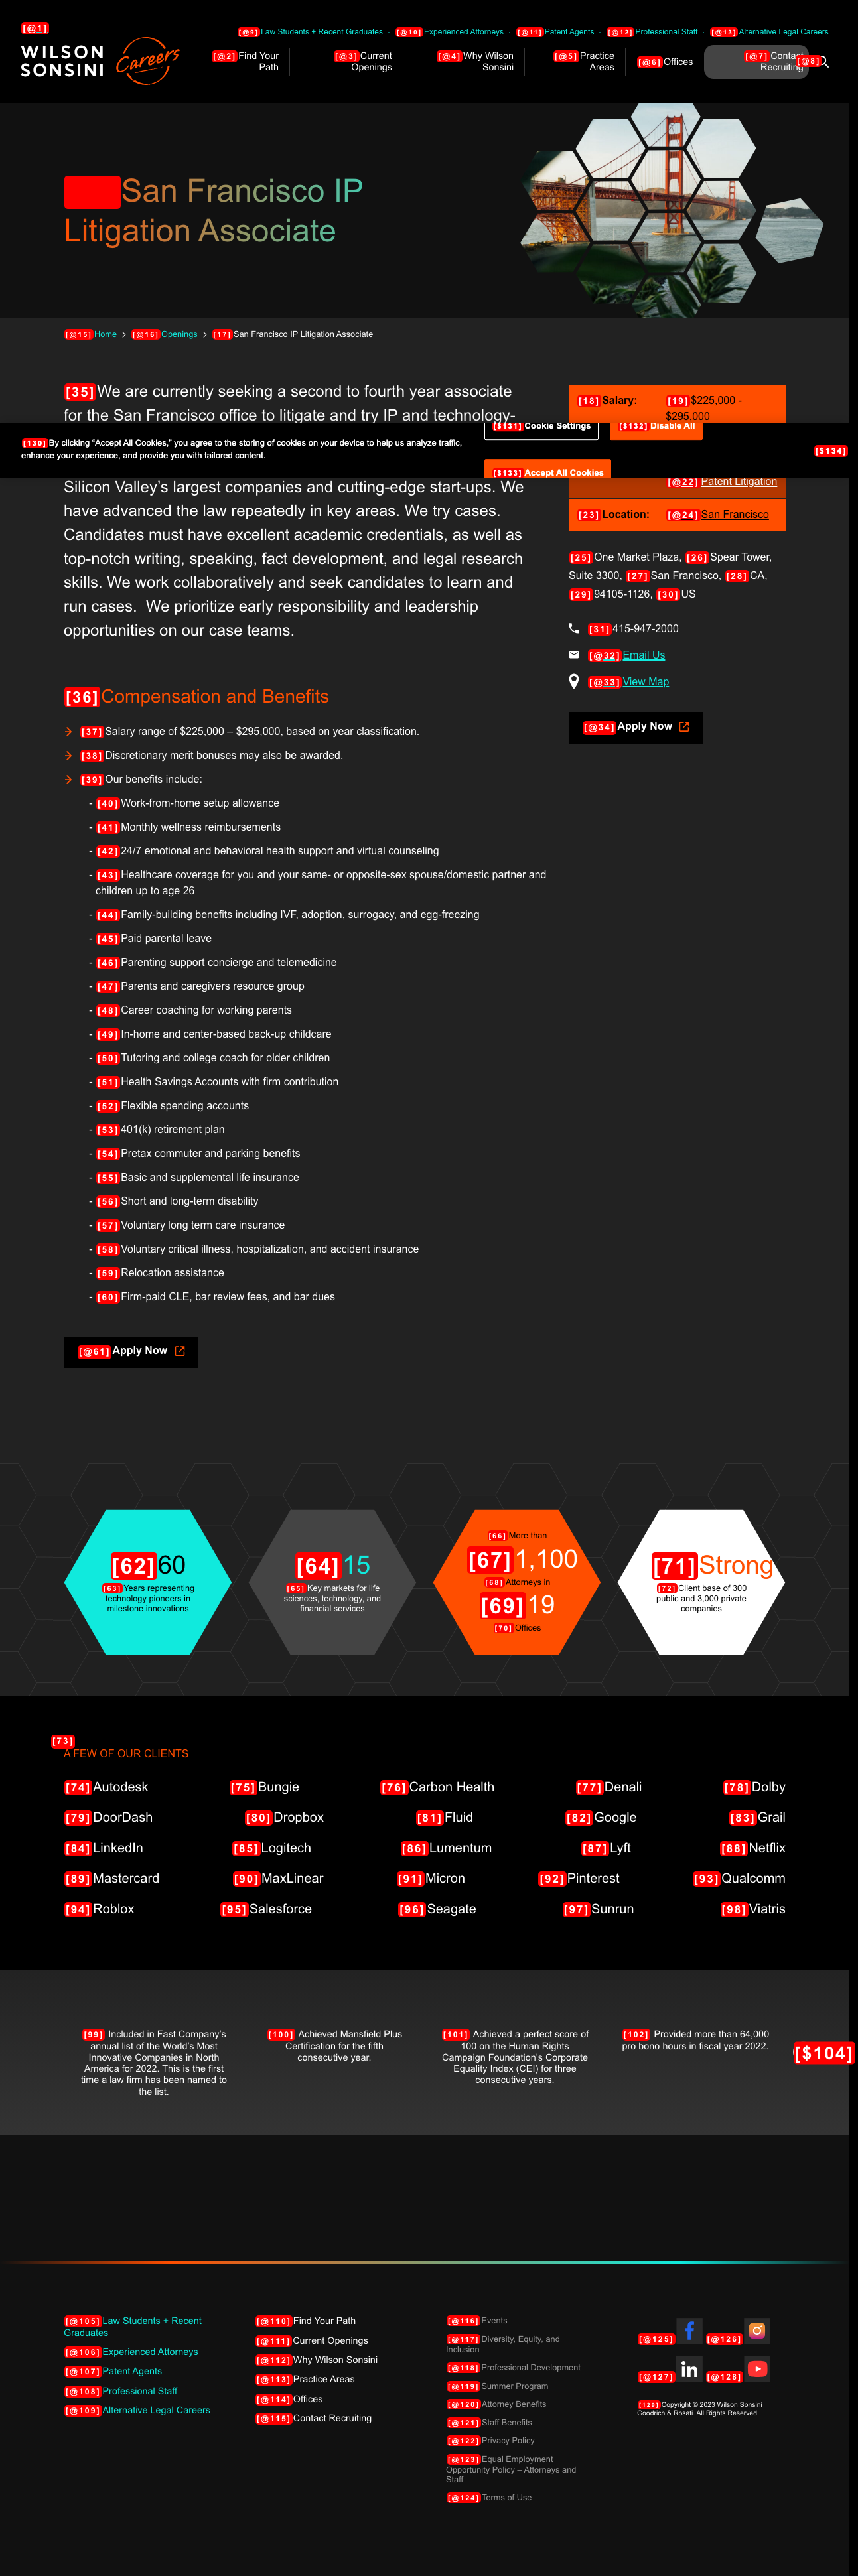 [@1]
[@9] Law Students + Recent Graduates · [@10] Experienced Attorneys · [@11] Patent Agents · [@12] Professional Staff · [@13] Alternative Legal Careers
WILSON
SONSINI
Careers
[@2] Find Your
Path
[@3] Current
Openings
[@4] Why Wilson
Sonsini
[@5] Practice
Areas
[@6] Offices
[@7] Contact
Recruiting
[@8]
San Francisco IP
Litigation Associate
[@15] Home > [@16] Openings > [17] San Francisco IP Litigation Associate
[35] We are currently seeking a second to fourth year associate
for the San Francisco office to litigate and try IP and technology-
[18] Salary: [19] $225,000 -
$295,000
[130] By clicking “Accept All Cookies,” you agree to the storing of cookies on your device to help us analyze traffic,
enhance your experience, and provide you with tailored content.
[$131] Cookie Settings
[$132] Disable All
[$133] Accept All Cookies
[$134]
Silicon Valley’s largest companies and cutting-edge start-ups. We
have advanced the law repeatedly in key areas. We try cases.
Candidates must have excellent academic credentials, as well as
top-notch writing, speaking, fact development, and legal research
skills. We work collaboratively and seek candidates to learn and
run cases.  We prioritize early responsibility and leadership
opportunities on our case teams.
[@22] Patent Litigation
[23] Location: [@24] San Francisco
[25] One Market Plaza, [26] Spear Tower,
Suite 3300, [27] San Francisco, [28] CA,
[29] 94105-1126, [30] US
[31] 415-947-2000
[@32] Email Us
[@33] View Map
[@34] Apply Now
[36] Compensation and Benefits
[37] Salary range of $225,000 – $295,000, based on year classification.
[38] Discretionary merit bonuses may also be awarded.
[39] Our benefits include:
- [40] Work-from-home setup allowance
- [41] Monthly wellness reimbursements
- [42] 24/7 emotional and behavioral health support and virtual counseling
- [43] Healthcare coverage for you and your same- or opposite-sex spouse/domestic partner and
children up to age 26
- [44] Family-building benefits including IVF, adoption, surrogacy, and egg-freezing
- [45] Paid parental leave
- [46] Parenting support concierge and telemedicine
- [47] Parents and caregivers resource group
- [48] Career coaching for working parents
- [49] In-home and center-based back-up childcare
- [50] Tutoring and college coach for older children
- [51] Health Savings Accounts with firm contribution
- [52] Flexible spending accounts
- [53] 401(k) retirement plan
- [54] Pretax commuter and parking benefits
- [55] Basic and supplemental life insurance
- [56] Short and long-term disability
- [57] Voluntary long term care insurance
- [58] Voluntary critical illness, hospitalization, and accident insurance
- [59] Relocation assistance
- [60] Firm-paid CLE, bar review fees, and bar dues
[@61] Apply Now
[62] 60
[63] Years representing
technology pioneers in
milestone innovations
[64] 15
[65] Key markets for life
sciences, technology, and
financial services
[66] More than
[67] 1,100
[68] Attorneys in
[69] 19
[70] Offices
[71] Strong
[72] Client base of 300
public and 3,000 private
companies
[73]
A FEW OF OUR CLIENTS
[74] Autodesk [75] Bungie [76] Carbon Health [77] Denali [78] Dolby
[79] DoorDash [80] Dropbox [81] Fluid [82] Google [83] Grail
[84] LinkedIn [85] Logitech [86] Lumentum [87] Lyft [88] Netflix
[89] Mastercard [90] MaxLinear [91] Micron [92] Pinterest [93] Qualcomm
[94] Roblox [95] Salesforce [96] Seagate [97] Sunrun [98] Viatris
[99] Included in Fast Company’s
annual list of the World’s Most
Innovative Companies in North
America for 2022. This is the first
time a law firm has been named to
the list.
[100] Achieved Mansfield Plus
Certification for the fifth
consecutive year.
[101] Achieved a perfect score of
100 on the Human Rights
Campaign Foundation’s Corporate
Equality Index (CEI) for three
consecutive years.
[102] Provided more than 64,000
pro bono hours in fiscal year 2022.
[$104]
[@105] Law Students + Recent
Graduates
[@106] Experienced Attorneys
[@107] Patent Agents
[@108] Professional Staff
[@109] Alternative Legal Careers
[@110] Find Your Path
[@111] Current Openings
[@112] Why Wilson Sonsini
[@113] Practice Areas
[@114] Offices
[@115] Contact Recruiting
[@116] Events
[@117] Diversity, Equity, and
Inclusion
[@118] Professional Development
[@119] Summer Program
[@120] Attorney Benefits
[@121] Staff Benefits
[@122] Privacy Policy
[@123] Equal Employment
Opportunity Policy – Attorneys and
Staff
[@124] Terms of Use
[@125] [@126]
[@127] [@128]
[129] Copyright © 2023 Wilson Sonsini
Goodrich & Rosati. All Rights Reserved.